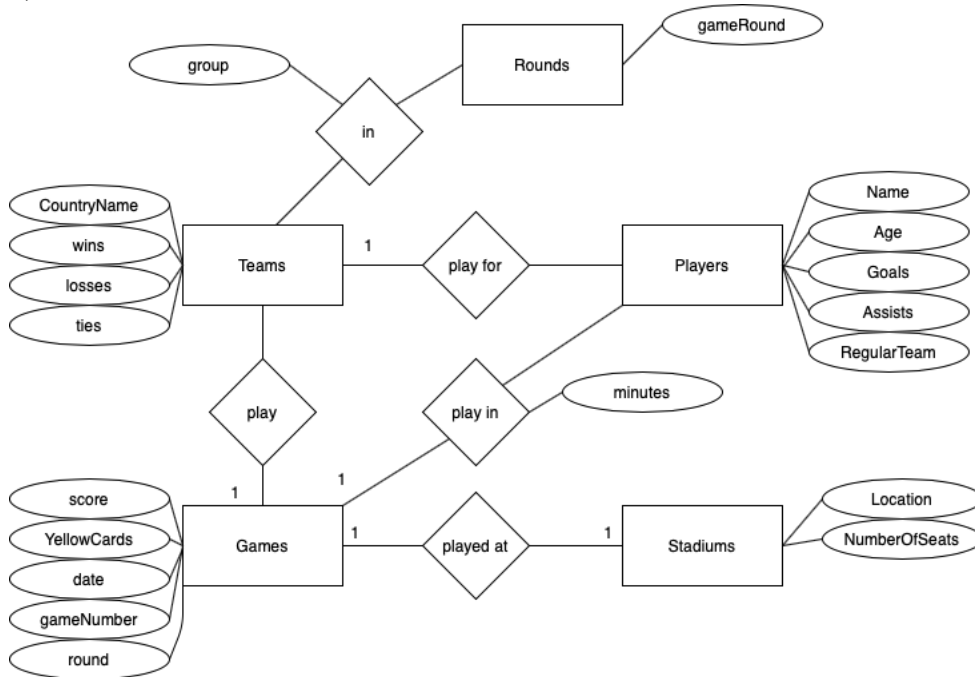 gameRound
group
Rounds
in
CountryName
wins
losses
ties
Teams
1
play for
Players
Name
Age
Goals
Assists
RegularTeam
play
play in
minutes
1
1
score
YellowCards
date
gameNumber
round
Games
1
played at
1
Stadiums
Location
NumberOfSeats